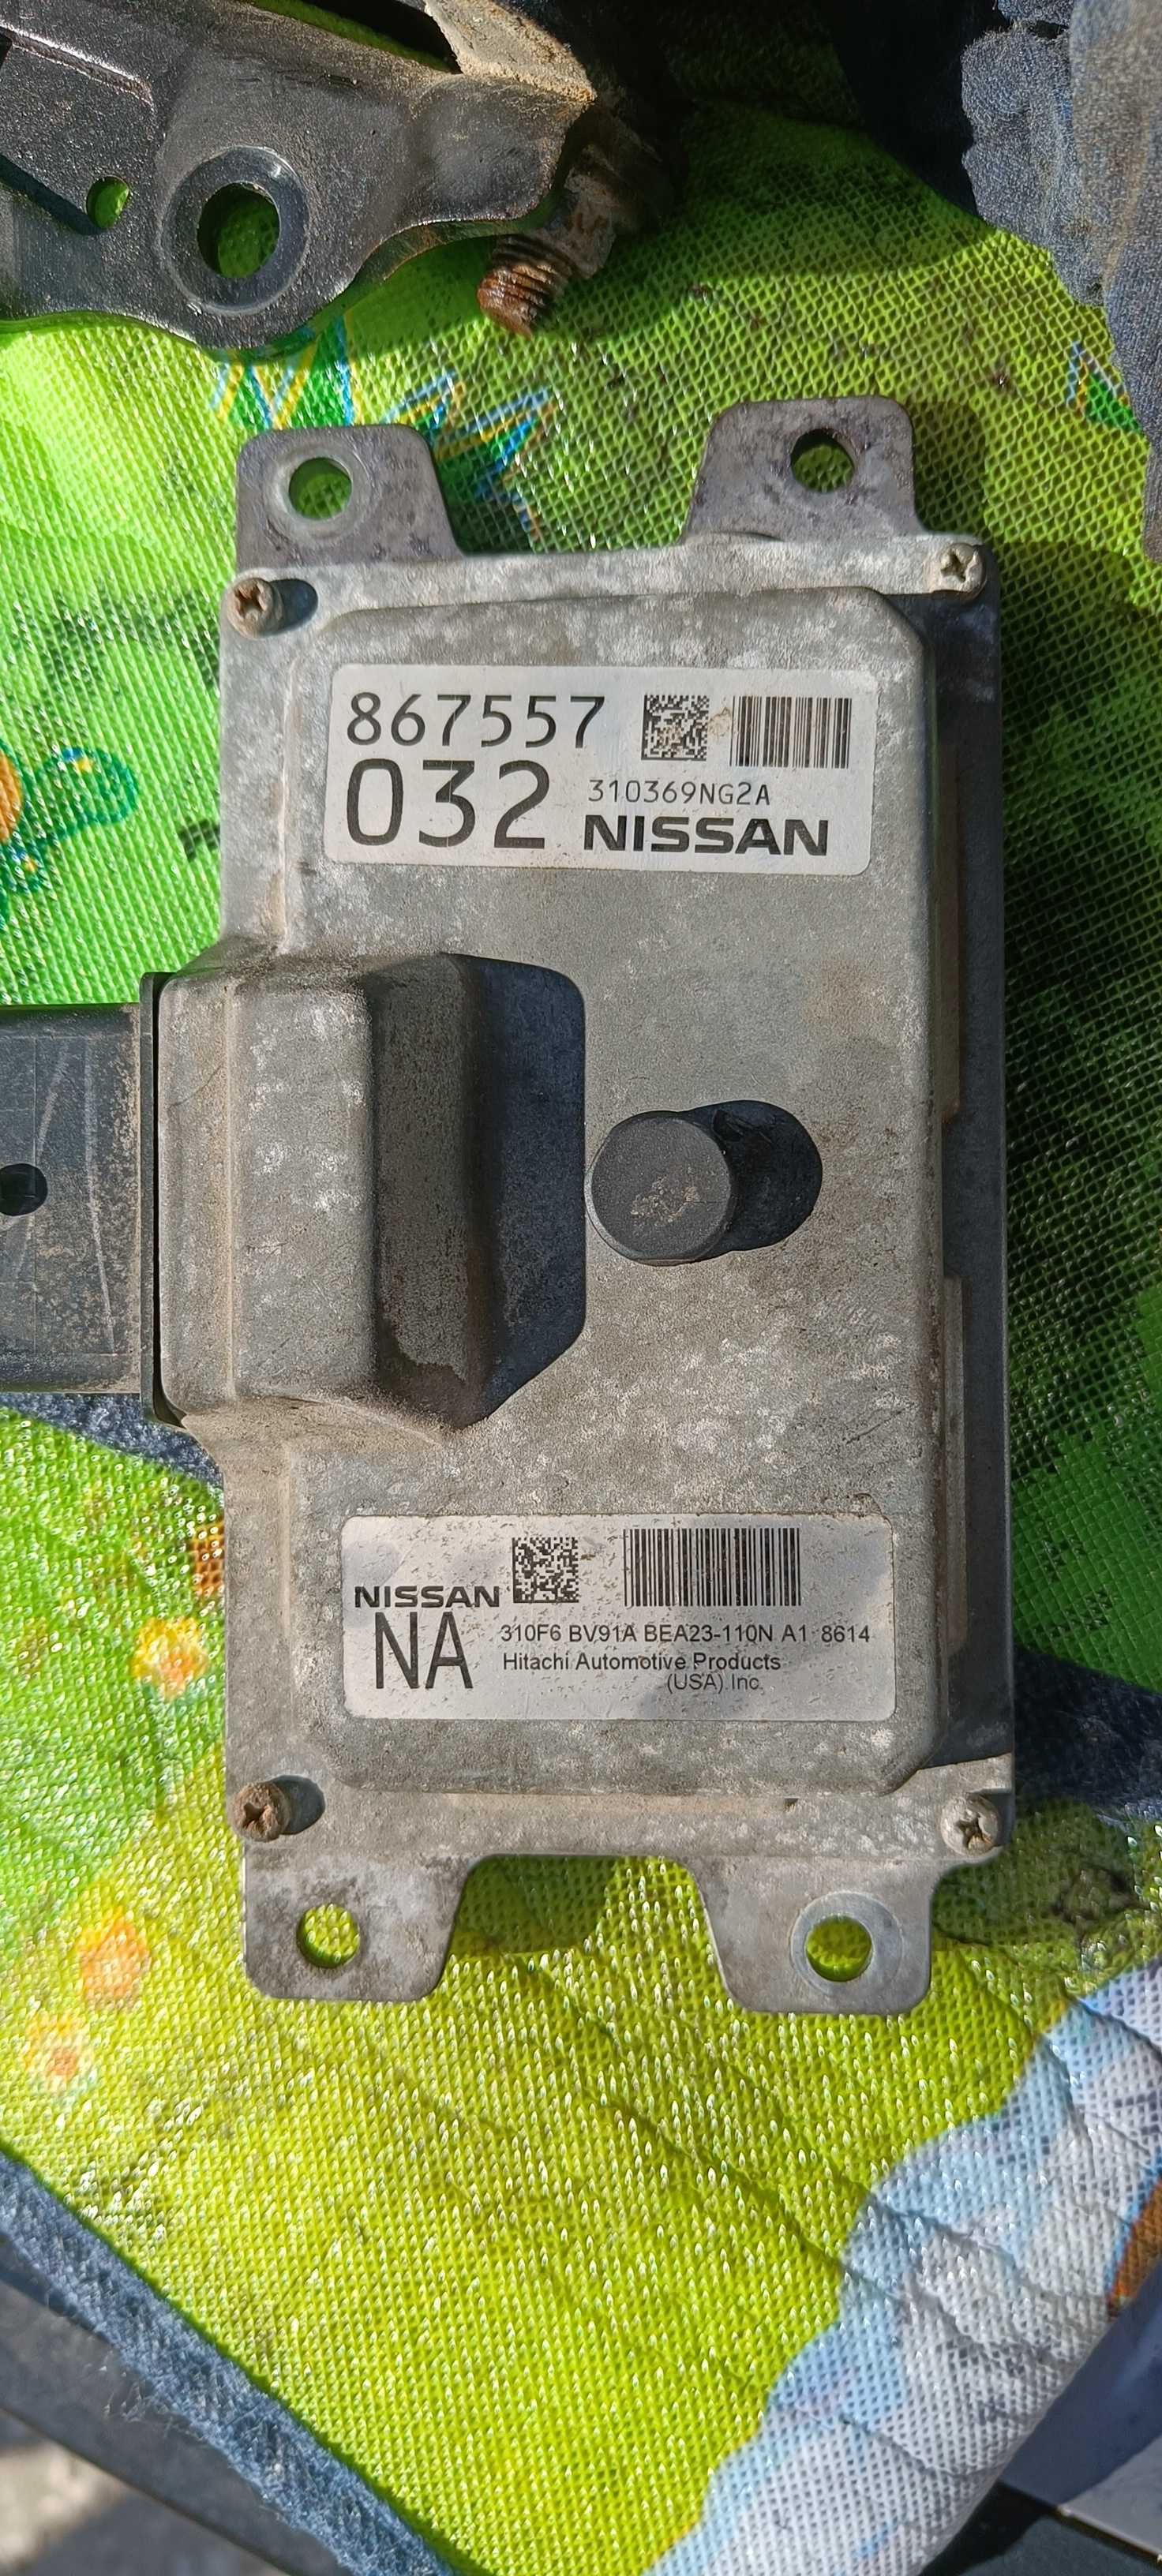 867557
032 310369NG2A
NISSAN
NISSAN
NA 310F6 BV91A BEA23-110N A1 8614
Hitachi Automotive Products
(USA) Inc.